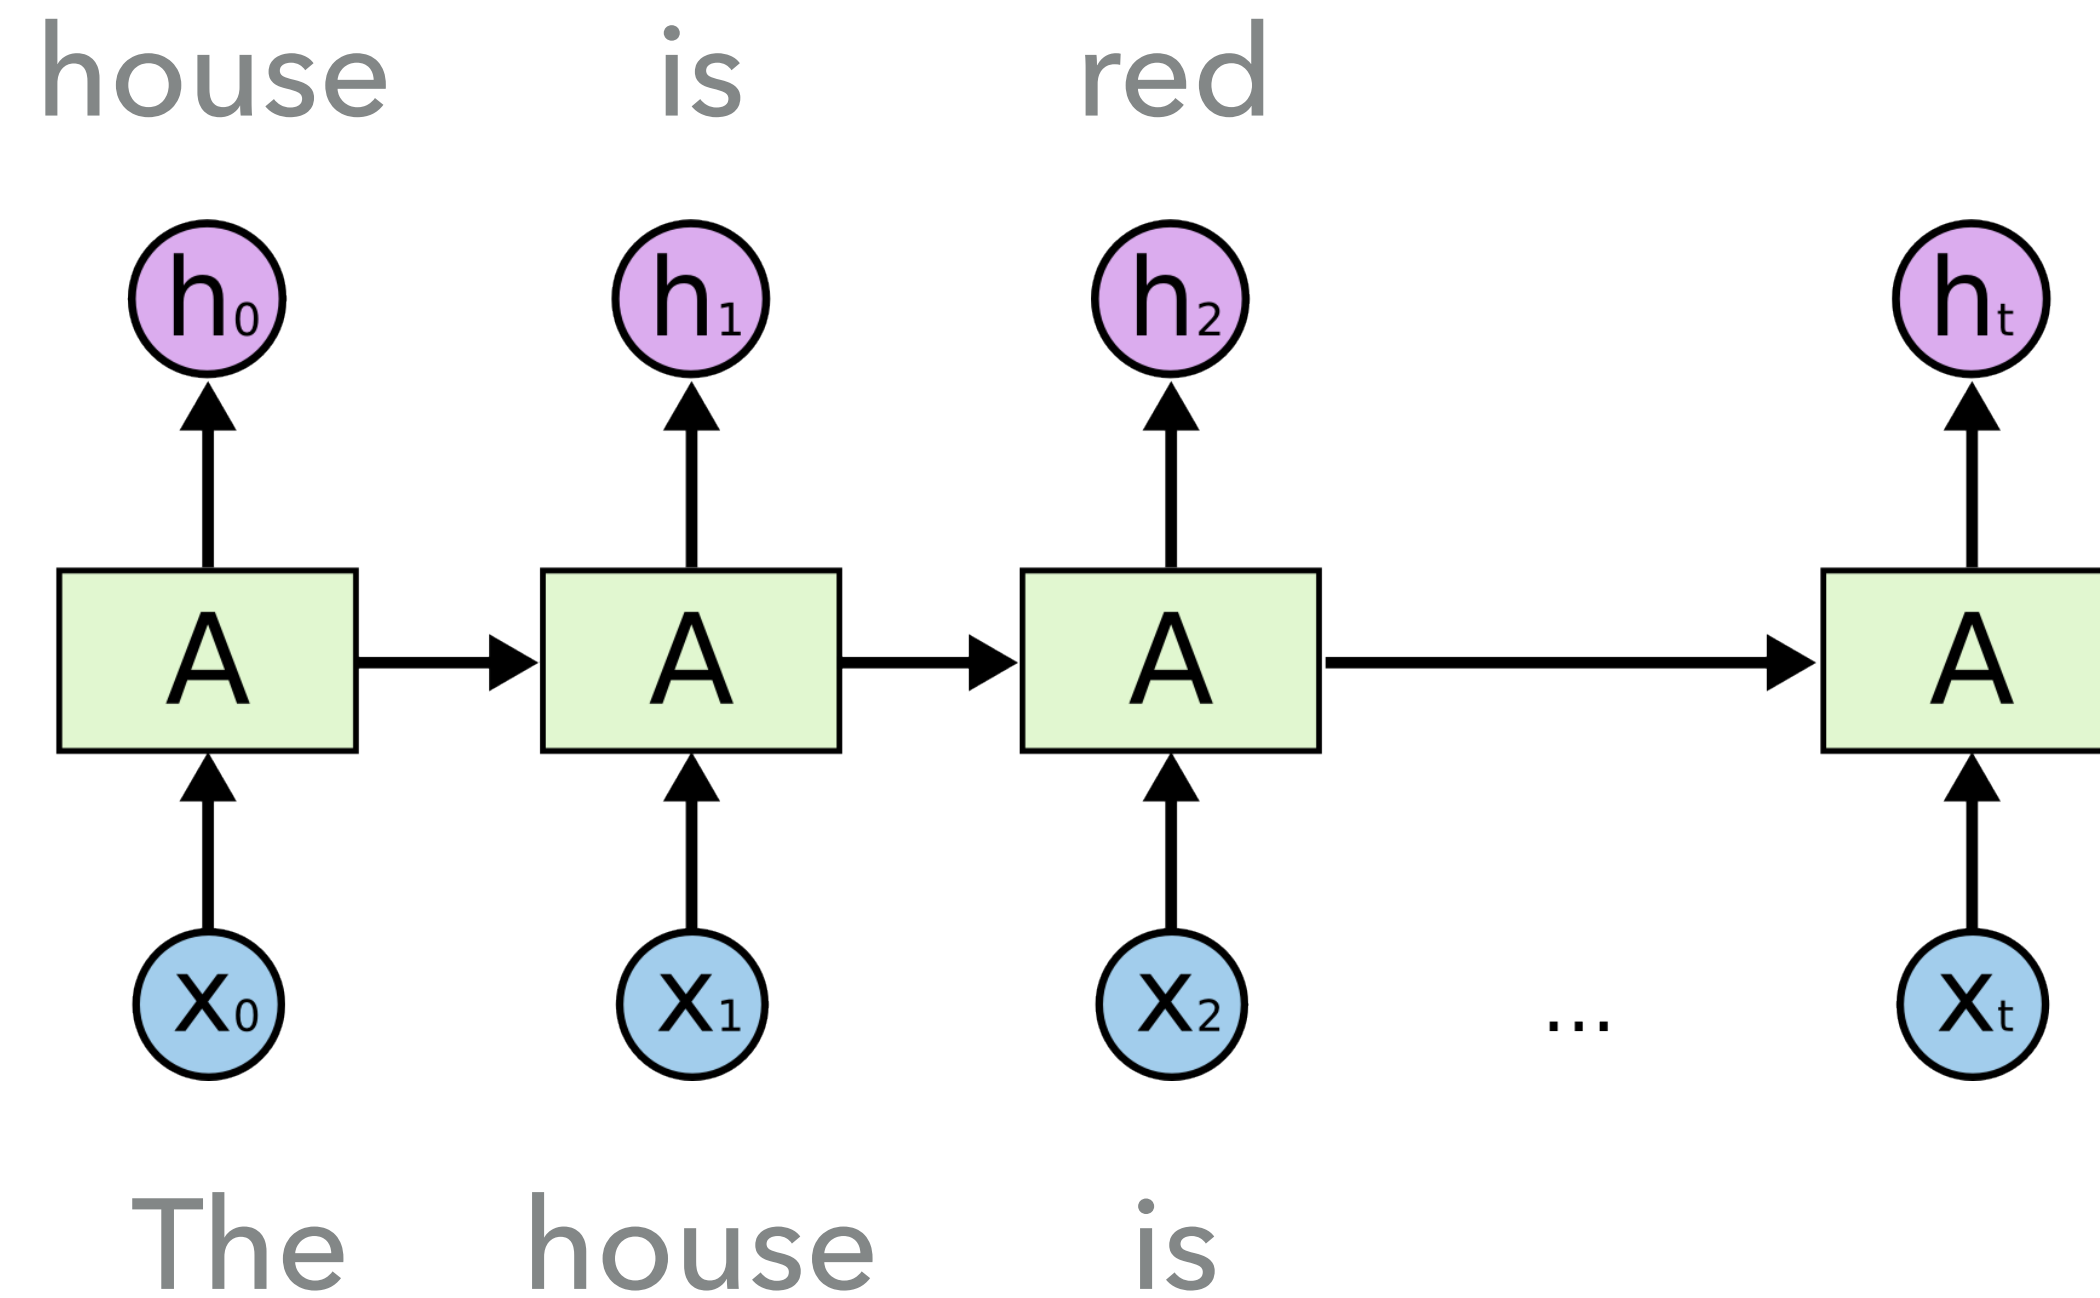 house is red
h0 h1 h2 ht
A A A A
x0 x1 x2 ... xt
The house is